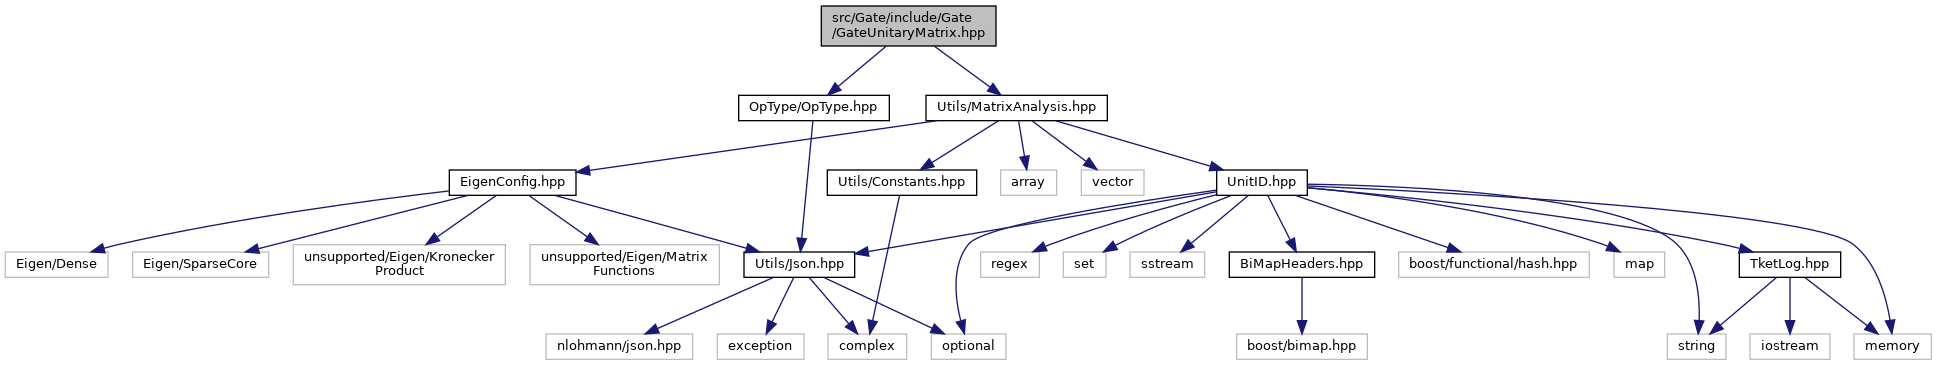 src/Gate/include/Gate
/GateUnitaryMatrix.hpp
OpType/OpType.hpp
Utils/MatrixAnalysis.hpp
EigenConfig.hpp
Utils/Constants.hpp
array
vector
UnitID.hpp
Eigen/Dense
Eigen/SparseCore
unsupported/Eigen/Kronecker
Product
unsupported/Eigen/Matrix
Functions
Utils/Json.hpp
regex
set
sstream
BiMapHeaders.hpp
boost/functional/hash.hpp
map
TketLog.hpp
nlohmann/json.hpp
exception
complex
optional
boost/bimap.hpp
string
iostream
memory